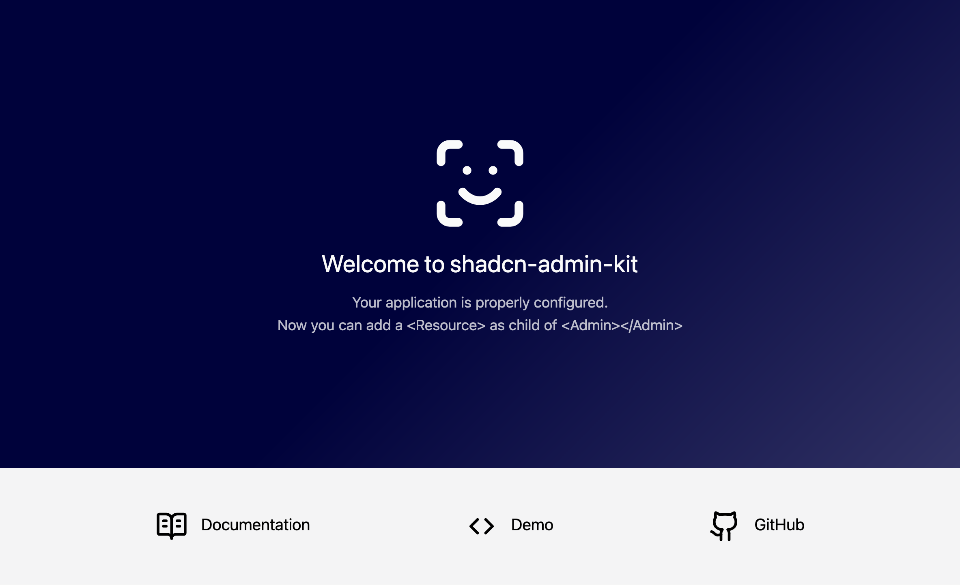 Welcome to shadcn-admin-kit
Your application is properly configured.
Now you can add a <Resource> as child of <Admin></Admin>
Documentation
Demo
GitHub